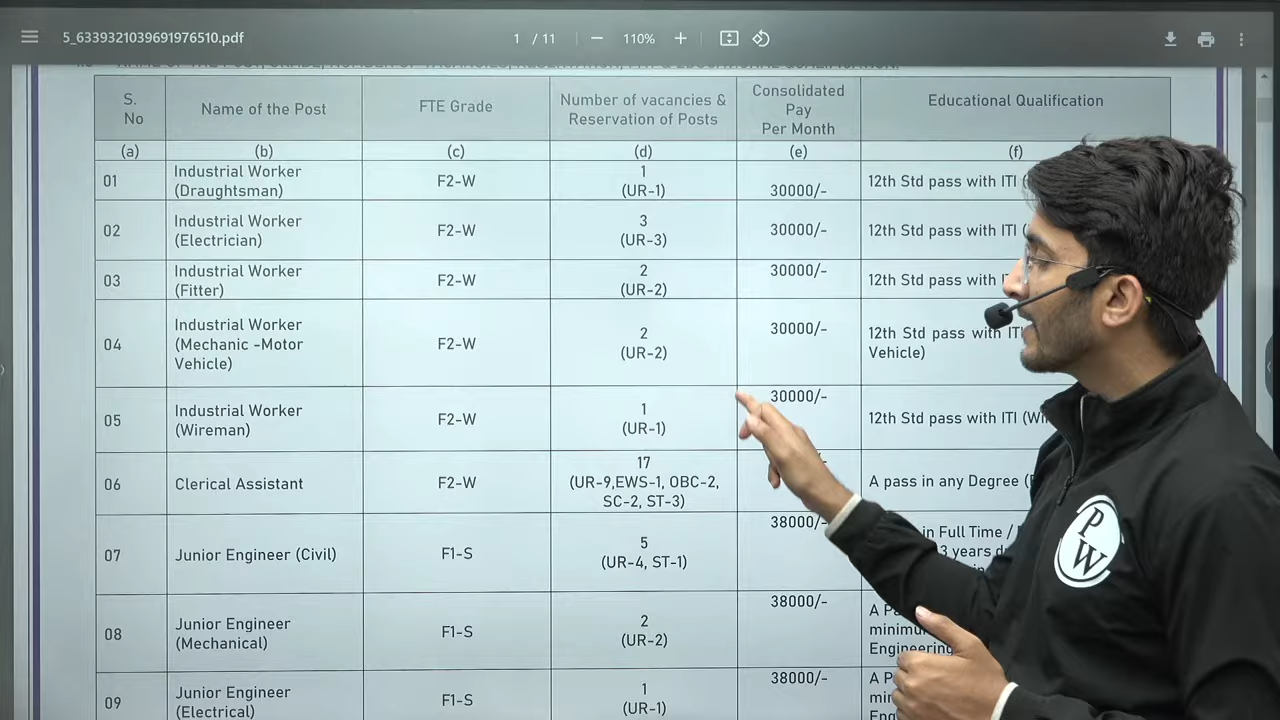 5_6339321039691976510.pdf
1 / 11
110%
S.
No
Name of the Post
FTE Grade
Number of vacancies &
Reservation of Posts
Consolidated
Pay
Per Month
Educational Qualification
(a)
(b)
(c)
(d)
(e)
(f)
01
Industrial Worker
(Draughtsman)
F2-W
1
(UR-1)
30000/-
12th Std pass with ITI
02
Industrial Worker
(Electrician)
F2-W
3
(UR-3)
30000/-
12th Std pass with ITI (
03
Industrial Worker
(Fitter)
F2-W
2
(UR-2)
30000/-
12th Std pass with
04
Industrial Worker
(Mechanic -Motor
Vehicle)
F2-W
2
(UR-2)
30000/-
12th Std pass with
Vehicle)
05
Industrial Worker
(Wireman)
F2-W
1
(UR-1)
30000/-
12th Std pass with ITI
06
Clerical Assistant
F2-W
17
(UR-9,EWS-1, OBC-2,
SC-2, ST-3)
A pass in any Degree
07
Junior Engineer (Civil)
F1-S
5
(UR-4, ST-1)
38000/-
in Full Time /
3 years
08
Junior Engineer
(Mechanical)
F1-S
2
(UR-2)
38000/-
A
Engineering
09
Junior Engineer
(Electrical)
F1-S
1
(UR-1)
38000/-
A
PW